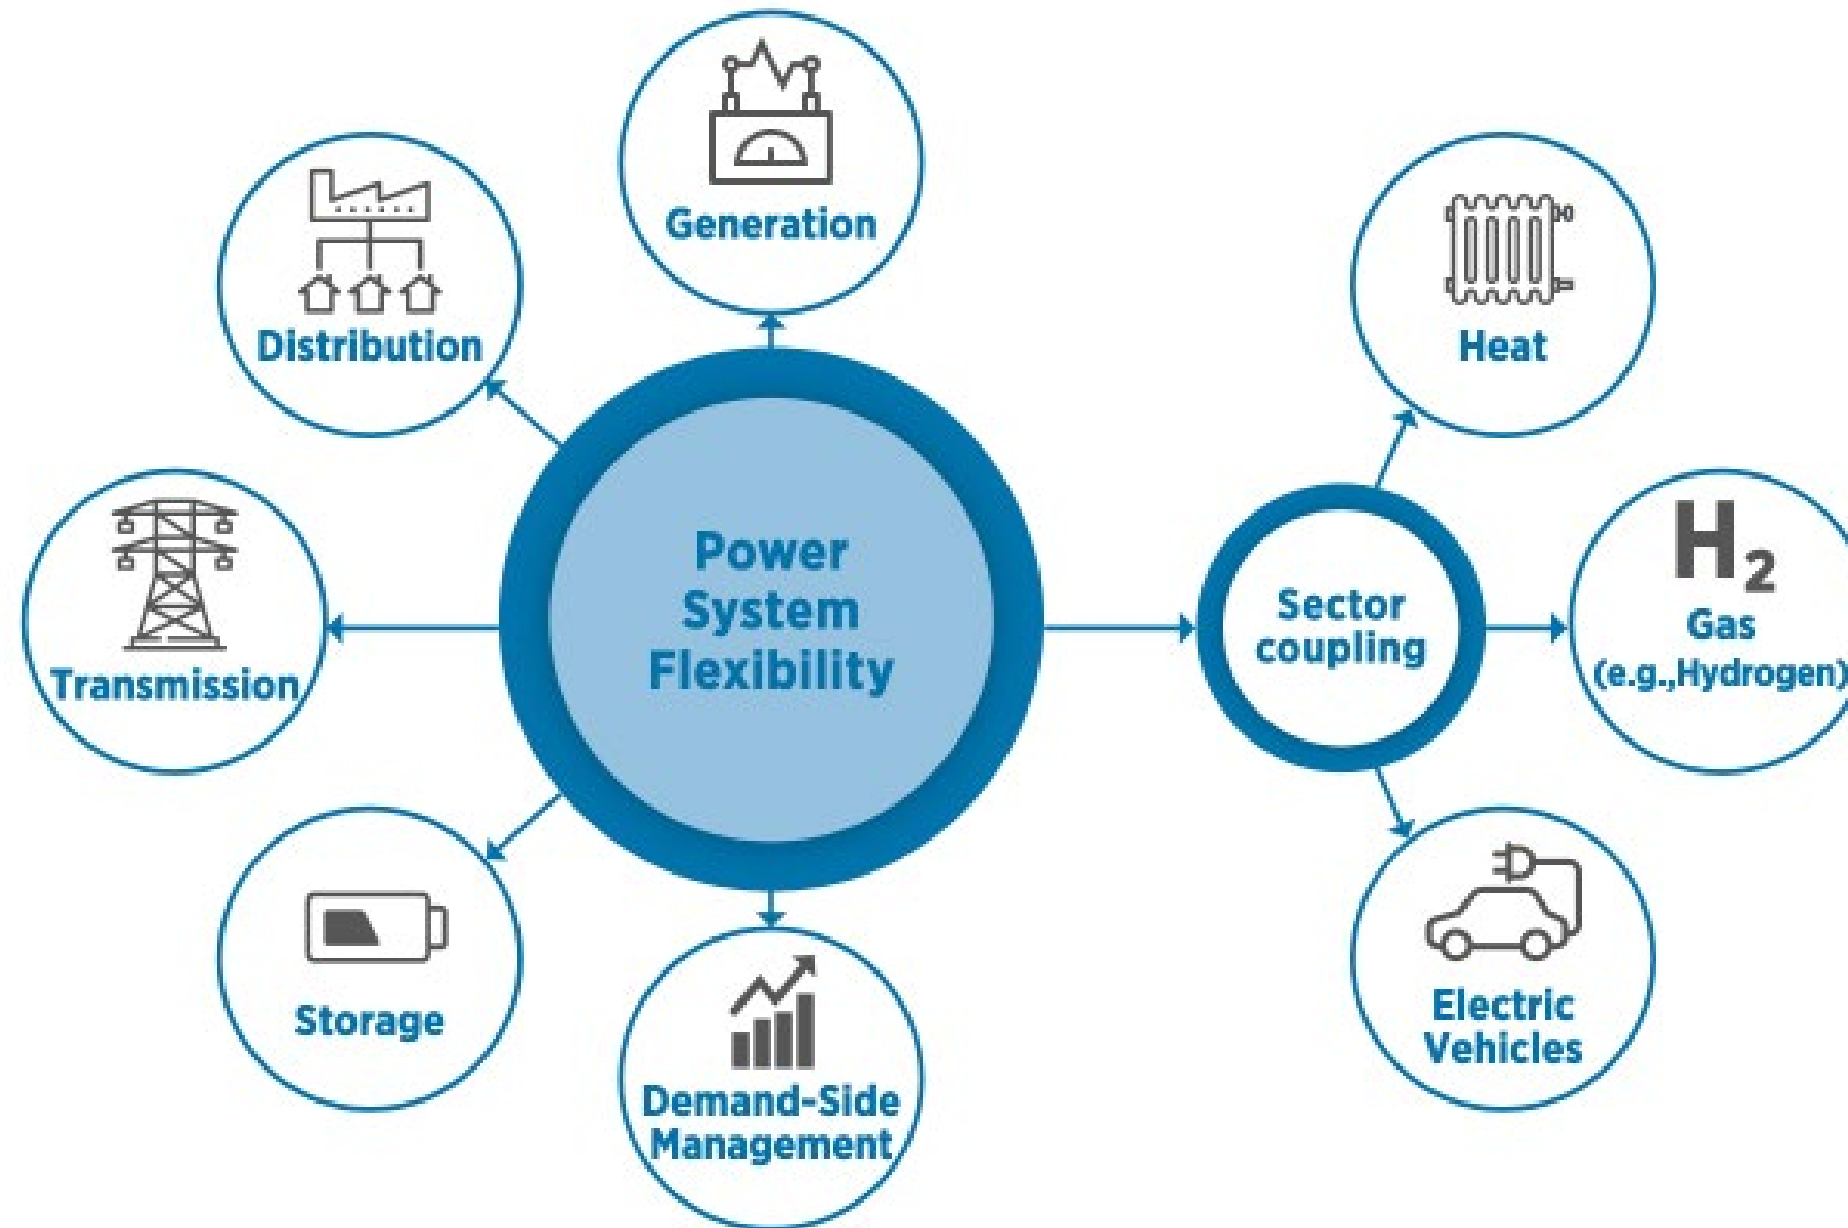 Generation
Distribution
Heat
Transmission
Power
System
Flexibility
Sector
coupling
H₂
Gas
(e.g.,Hydrogen)
Storage
Demand-Side
Management
Electric
Vehicles